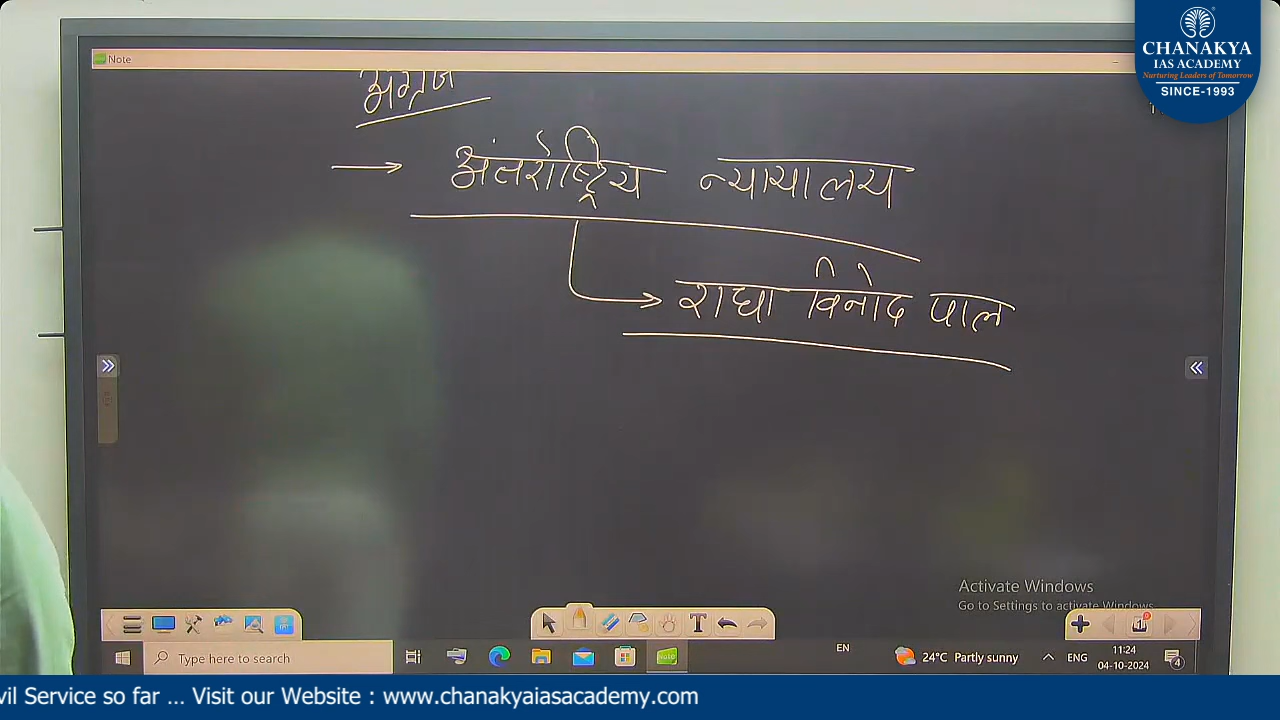 CHANAKYA
IAS ACADEMY
Nurturing Leaders of Tomorrow
SINCE-1993
Note
→ अंतर्राष्ट्रिय न्यायालय
राधा विनोद पाल
Activate Windows
Go to Settings to activate Windows.
Type here to search
EN
24°C Partly sunny
ENG
11:24
04-10-2024
4
vil Service so far ... Visit our Website : www.chanakyaiasacademy.com